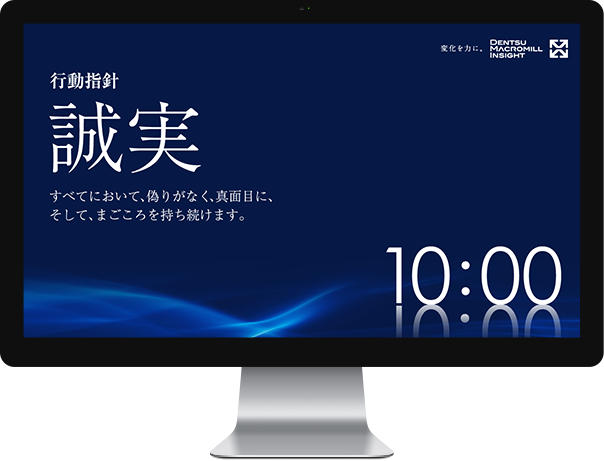 変化を力に。
DENTSU
MACROMILL
INSIGHT
行動指針
誠実
すべてにおいて、偽りがなく、真面目に、
そして、まごころを持ち続けます。
10:00